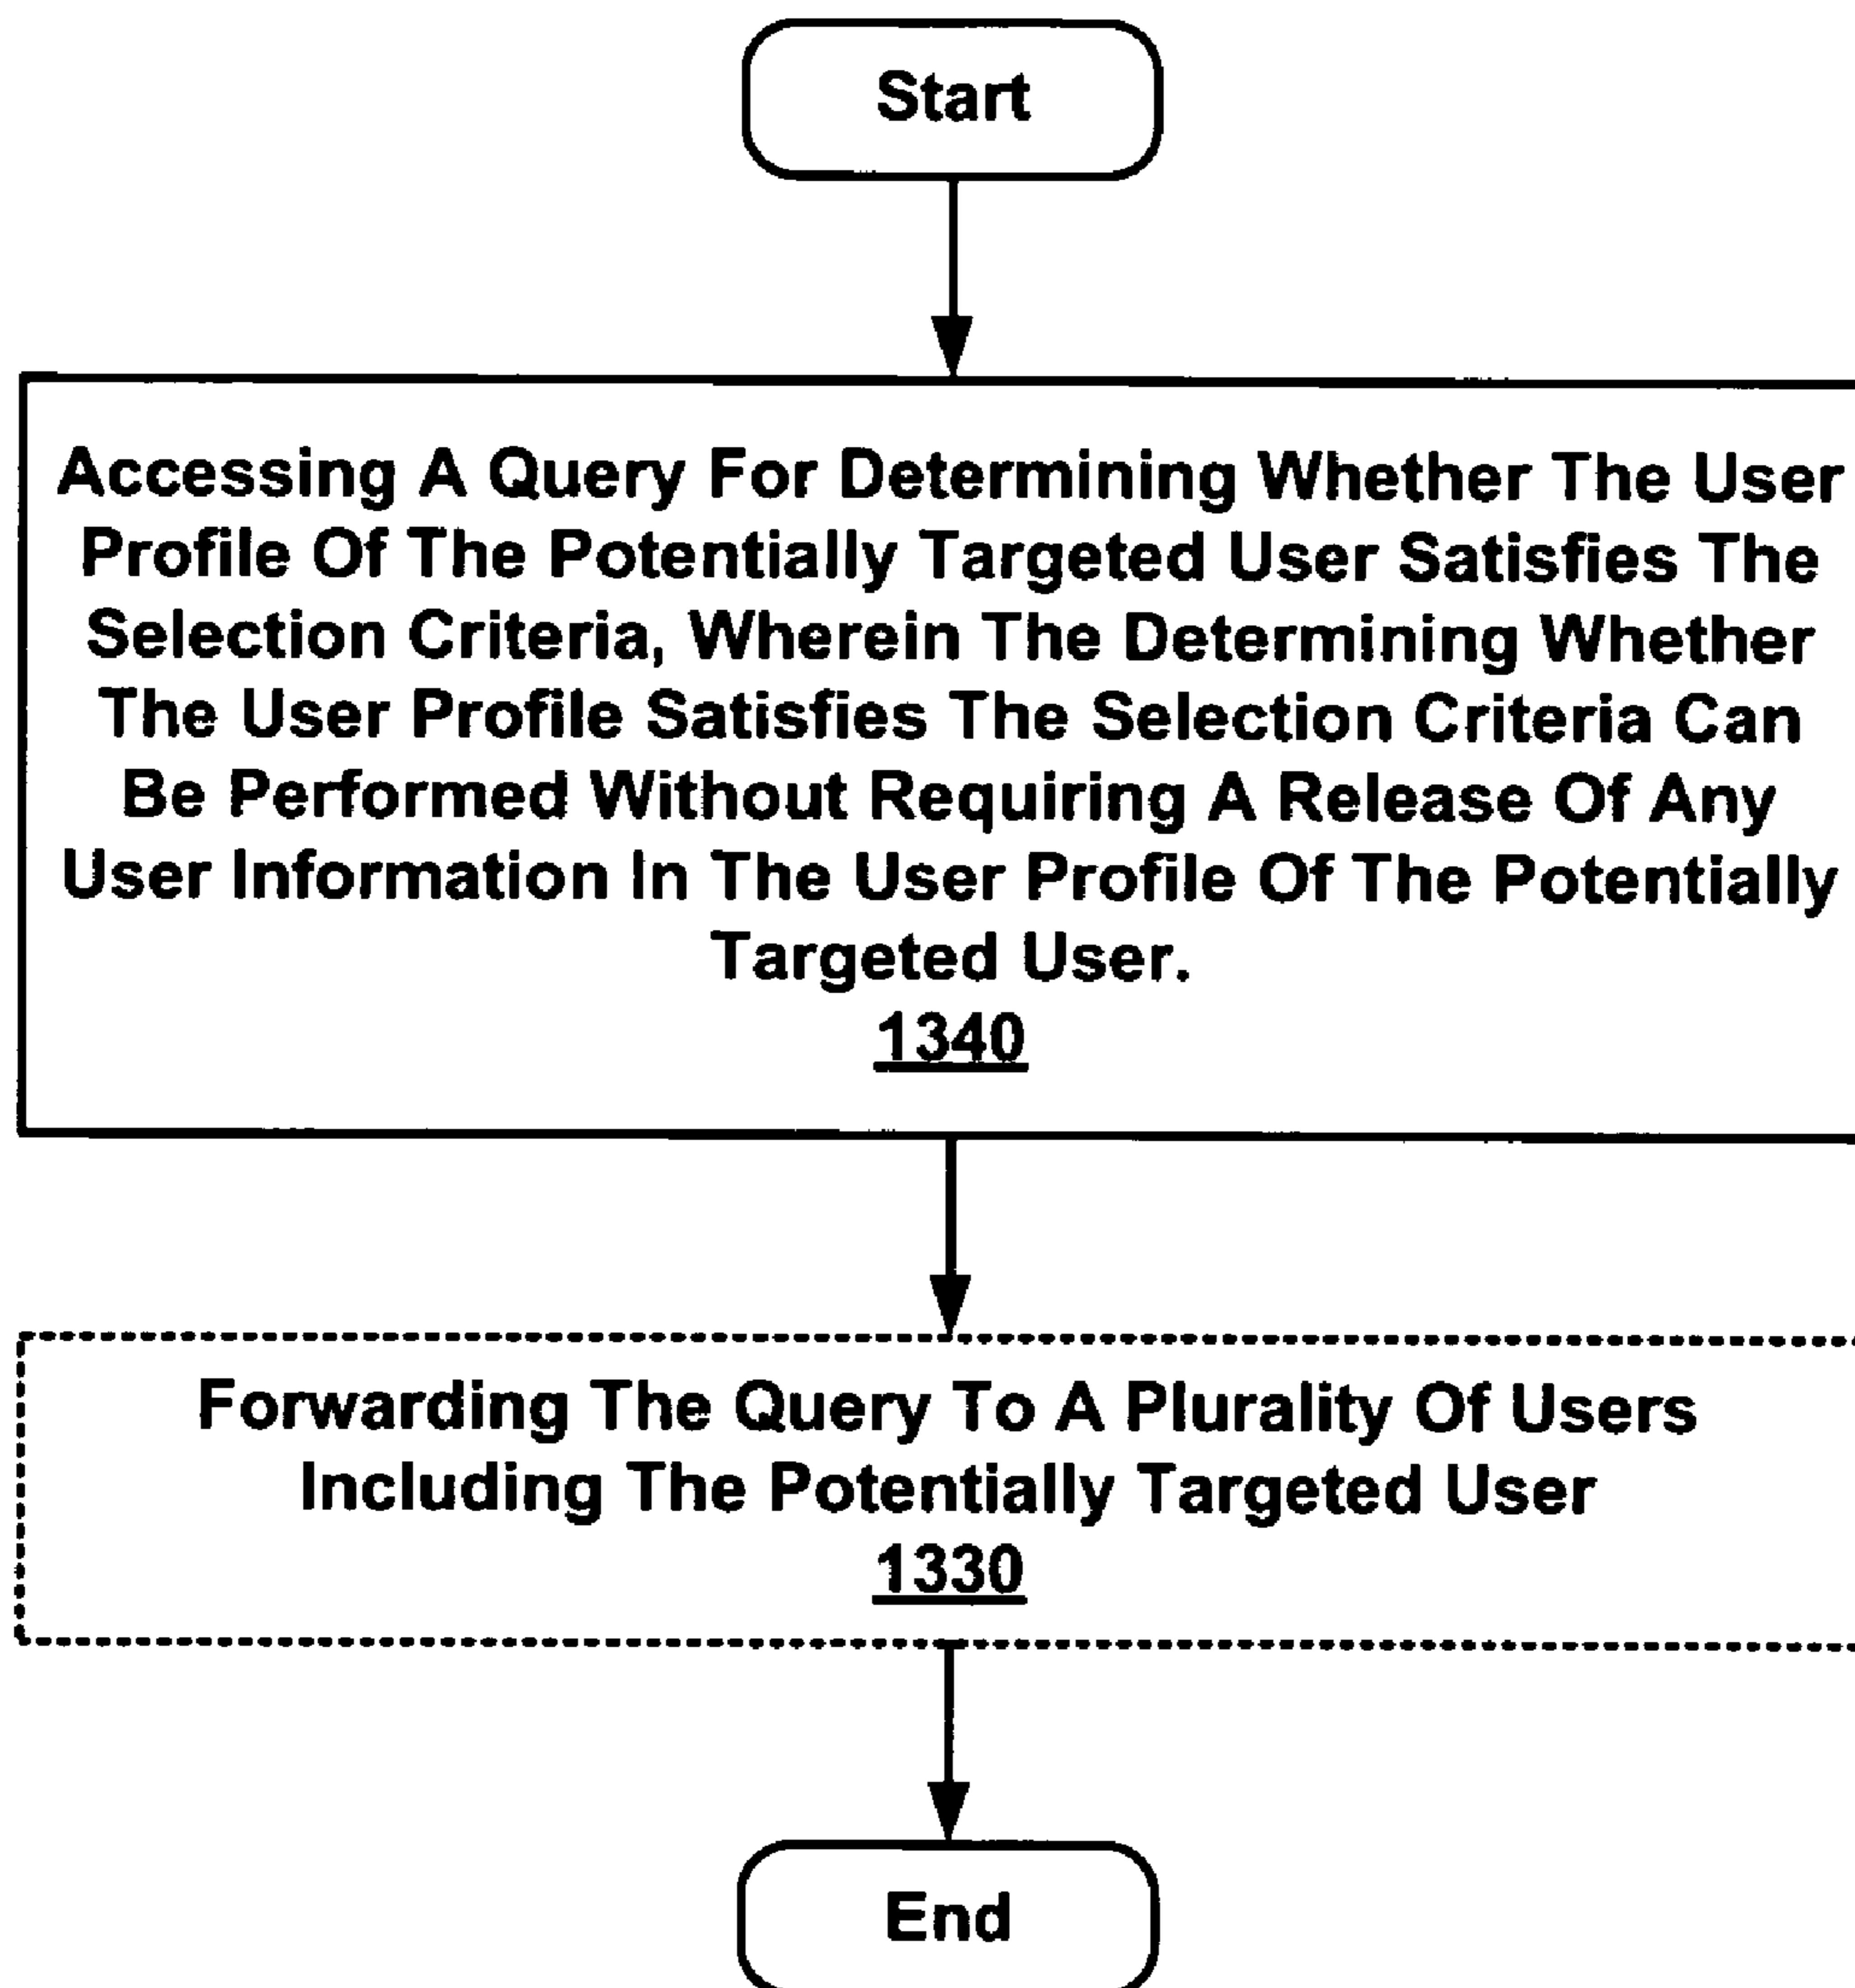 Start
Accessing A Query For Determining Whether The User
Profile Of The Potentially Targeted User Satisfies The
Selection Criteria, Wherein The Determining Whether
The User Profile Satisfies The Selection Criteria Can
Be Performed Without Requiring A Release Of Any
User Information In The User Profile Of The Potentially
Targeted User.
1340
Forwarding The Query To A Plurality Of Users
Including The Potentially Targeted User
1330
End